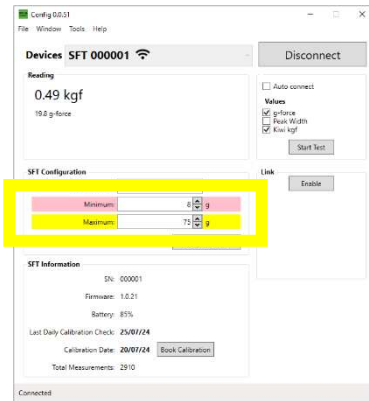 Config 0.0.51
File Window Tools Help
Devices SFT 000001
Disconnect
Reading
0.49 kgf
19.8 g-force
Auto connect
Values
g-force
Peak Width
Kiwi kgf
Start Test
SFT Configuration
Minimum: 8 g
Maximum: 75 g
Link
Enable
SFT Information
SN: 000001
Firmware: 1.0.21
Battery: 85%
Last Daily Calibration Check: 25/07/24
Calibration Date: 20/07/24 Book Calibration
Total Measurements: 2910
Connected